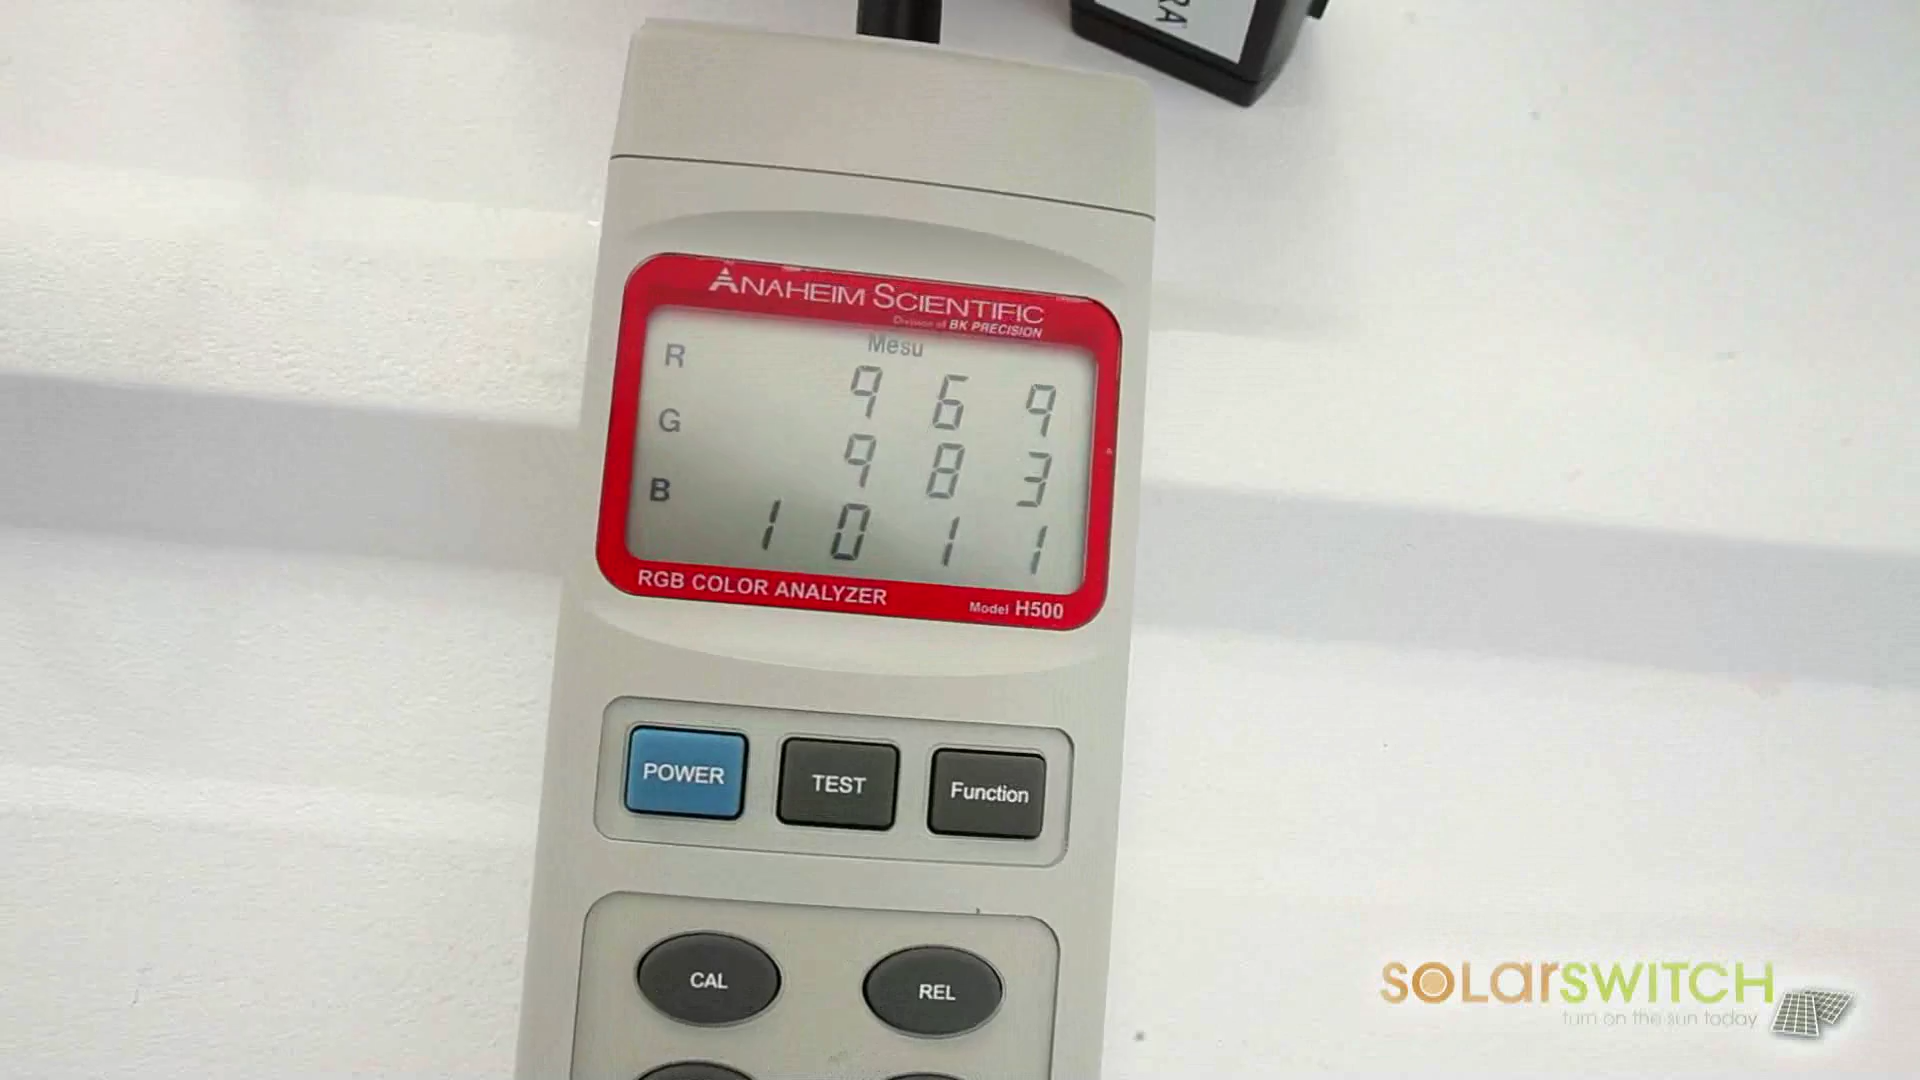 RA
ANAHEIM SCIENTIFIC
Division of BK PRECISION
Mesu
R 969
G 983
B 1011
RGB COLOR ANALYZER Model H500
POWER TEST Function
CAL REL
SOLARSWITCH
turn on the sun today